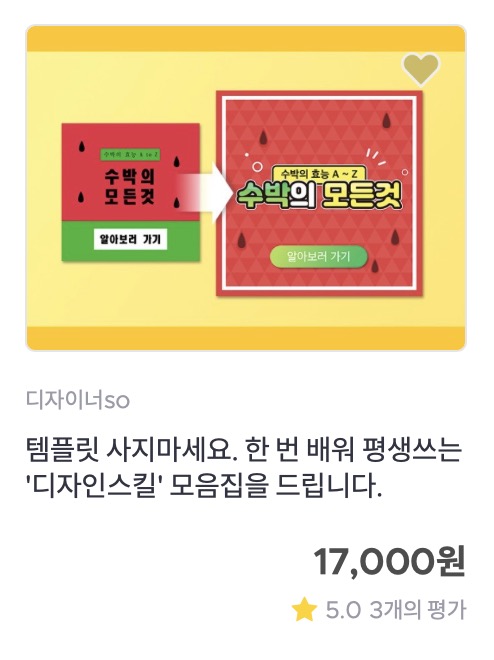 수박의 효능 A to Z
수박의
모든것
알아보러 가기
수박의 효능 A ~ Z
수박의 모든것
알아보러 가기
디자이너so
템플릿 사지마세요. 한 번 배워 평생쓰는
'디자인스킬' 모음집을 드립니다.
17,000원
5.0 3개의 평가